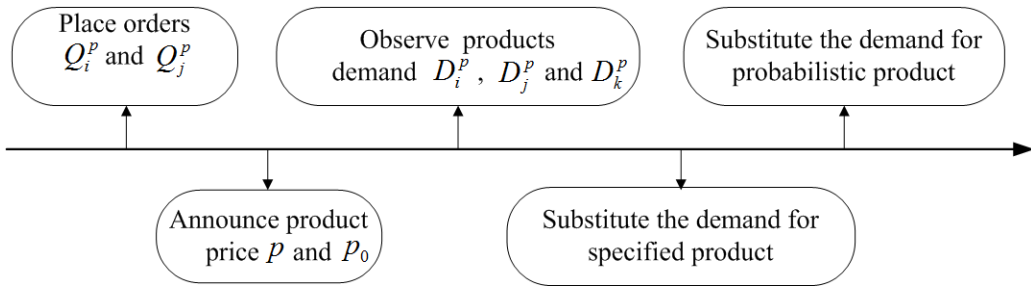 Place orders
Q_i^p and Q_j^p
Observe products
demand D_i^p , D_j^p and D_k^p
Substitute the demand for
probabilistic product
Announce product
price p and p_0
Substitute the demand for
specified product